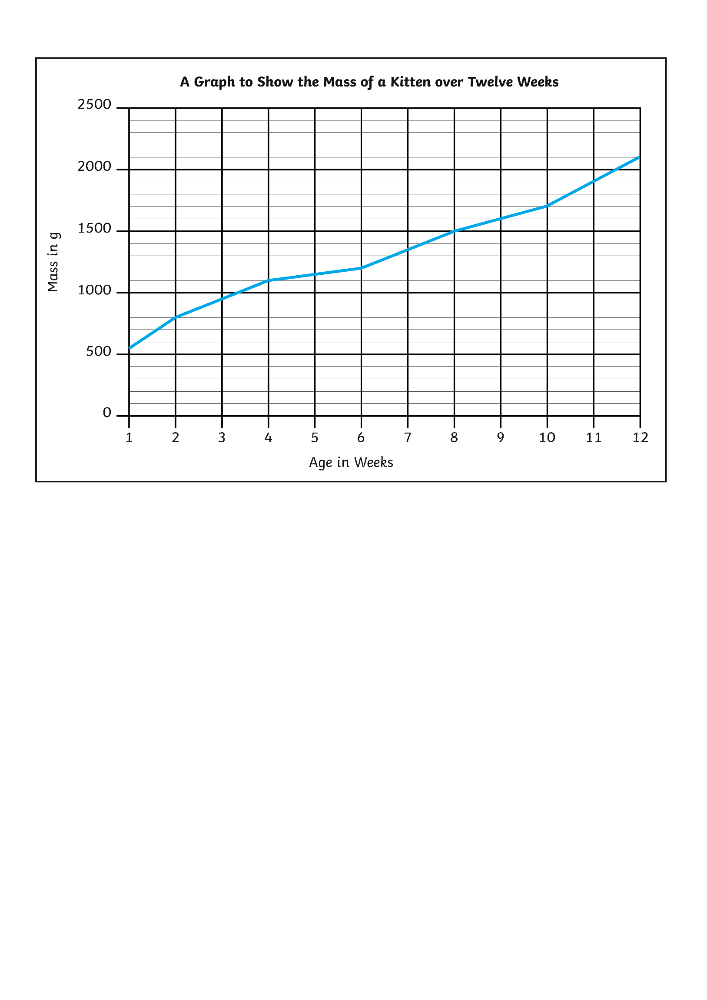 A Graph to Show the Mass of a Kitten over Twelve Weeks
2500
2000
1500
1000
500
0
Mass in g
1 2 3 4 5 6 7 8 9 10 11 12
Age in Weeks